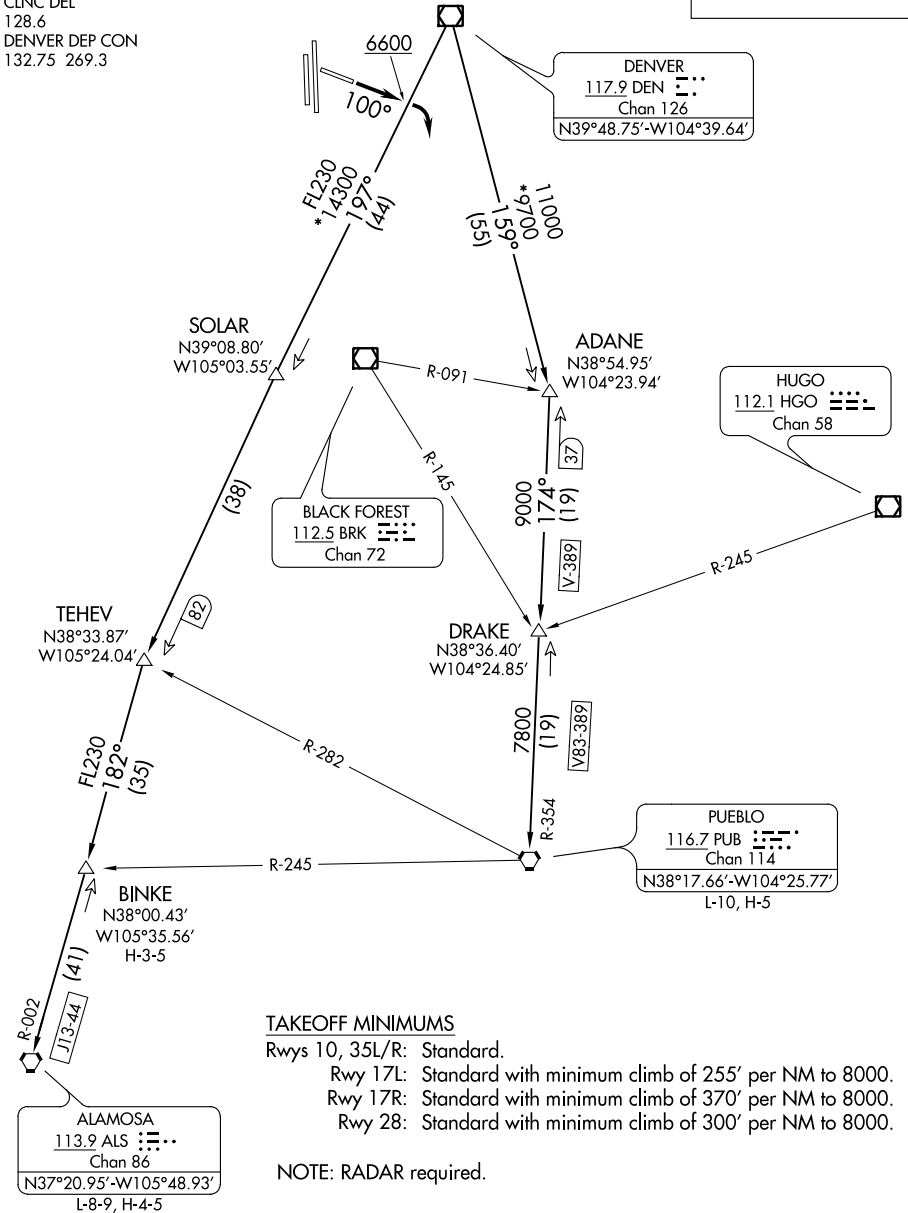 CLNC DEL
128.6
DENVER DEP CON
132.75 269.3
6600
100°
DENVER
117.9 DEN
Chan 126
N39°48.75'-W104°39.64'
FL230
*14300
197°
(44)
11000
*9700
159°
(55)
SOLAR
N39°08.80'
W105°03.55'
ADANE
N38°54.95'
W104°23.94'
R-091
HUGO
112.1 HGO
Chan 58
R-145
37
9000
174°
(19)
V-389
(38)
BLACK FOREST
112.5 BRK
Chan 72
R-245
82
TEHEV
N38°33.87'
W105°24.04'
DRAKE
N38°36.40'
W104°24.85'
R-282
7800
(19)
V83-389
R-354
FL230
182°
(35)
PUEBLO
116.7 PUB
Chan 114
N38°17.66'-W104°25.77'
L-10, H-5
R-245
BINKE
N38°00.43'
W105°35.56'
H-3-5
(41)
R-002
J13-44
ALAMOSA
113.9 ALS
Chan 86
N37°20.95'-W105°48.93'
L-8-9, H-4-5
TAKEOFF MINIMUMS
Rwys 10, 35L/R: Standard.
Rwy 17L: Standard with minimum climb of 255' per NM to 8000.
Rwy 17R: Standard with minimum climb of 370' per NM to 8000.
Rwy 28: Standard with minimum climb of 300' per NM to 8000.
NOTE: RADAR required.